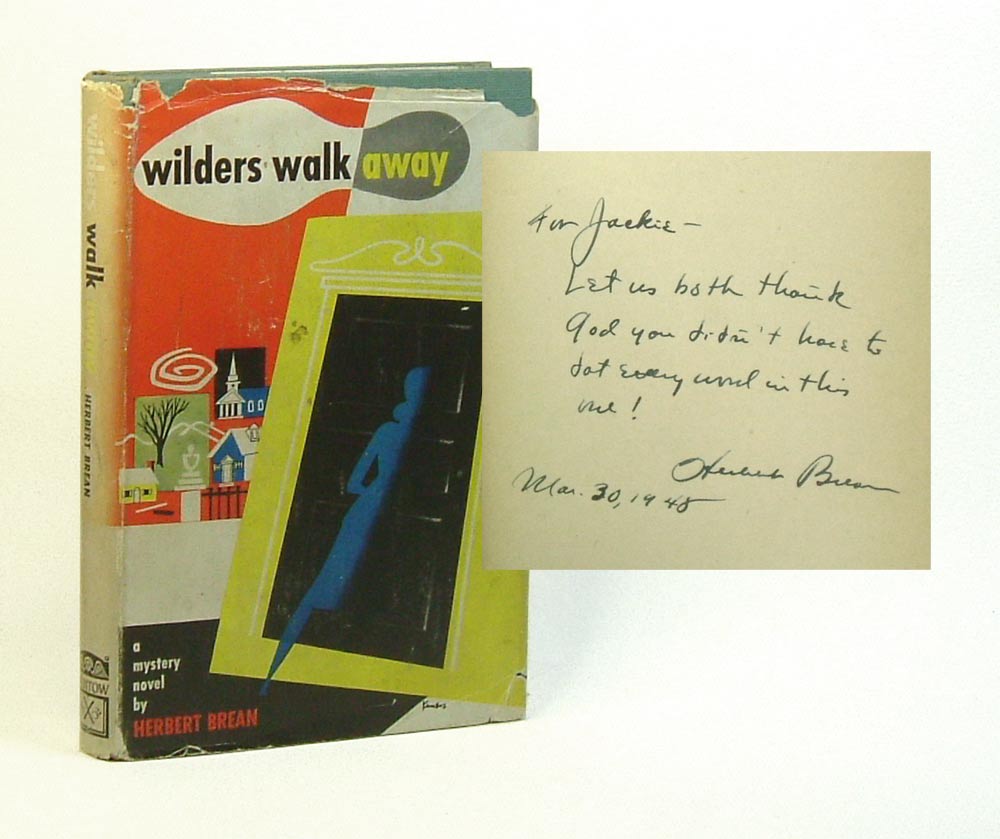 wilders walk away
a
mystery
novel
by
HERBERT BREAN
wilders walk away
HERBERT BREAN
For Jackie –
Let us both thank
God you didn't have to
dot every word in this
one!
Herbert Brean
Mar. 30, 1948